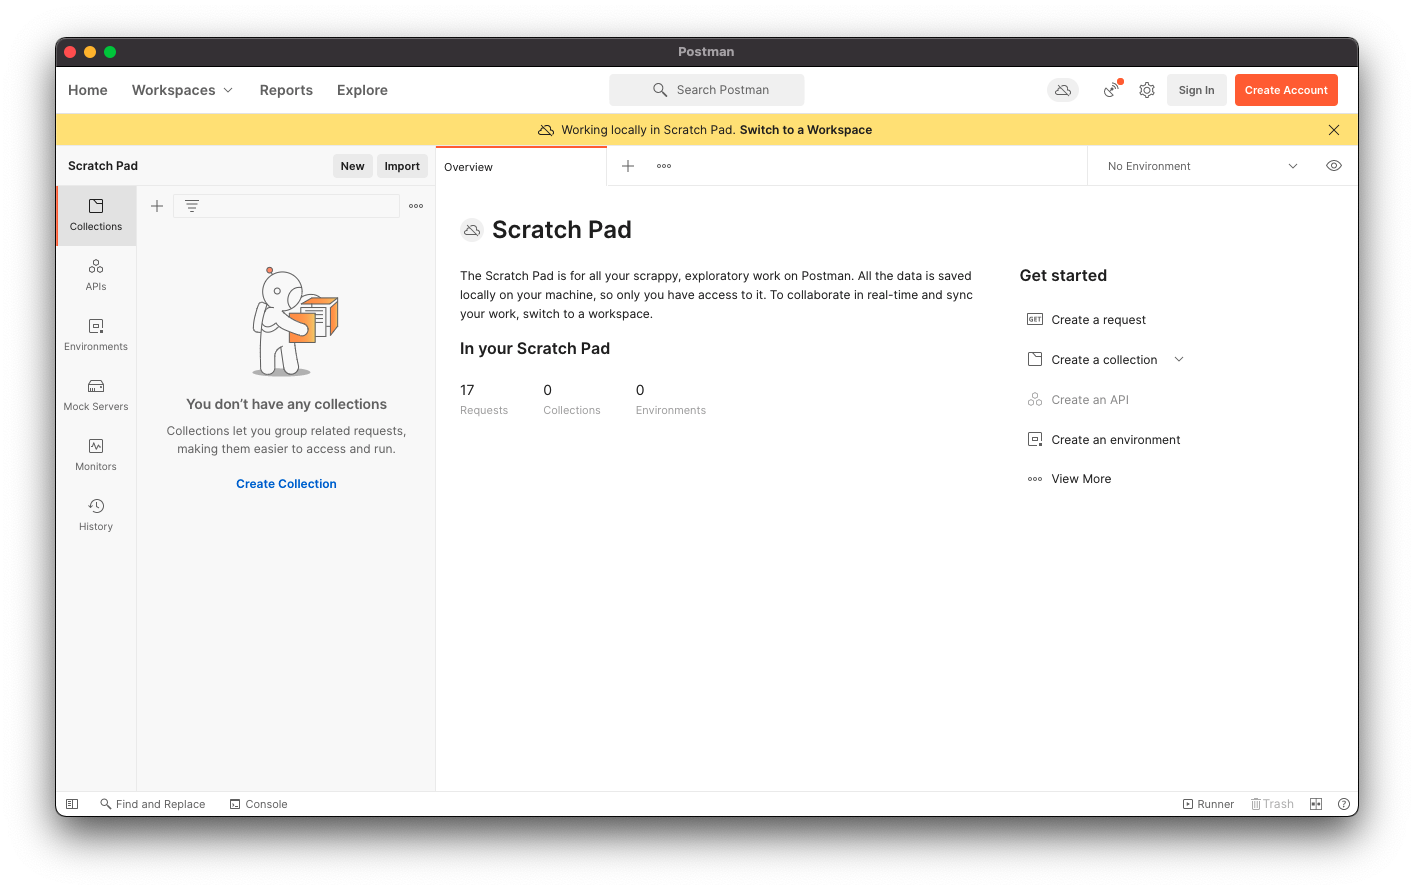 Postman
Home Workspaces Reports Explore
Search Postman
Sign In
Create Account
Working locally in Scratch Pad. Switch to a Workspace
Scratch Pad
New
Import
Overview
No Environment
Collections
APIs
Environments
Mock Servers
Monitors
History
You don’t have any collections
Collections let you group related requests,
making them easier to access and run.
Create Collection
Scratch Pad
The Scratch Pad is for all your scrappy, exploratory work on Postman. All the data is saved
locally on your machine, so only you have access to it. To collaborate in real-time and sync
your work, switch to a workspace.
In your Scratch Pad
17 0 0
Requests Collections Environments
Get started
GET Create a request
Create a collection
Create an API
Create an environment
View More
Find and Replace
Console
Runner
Trash